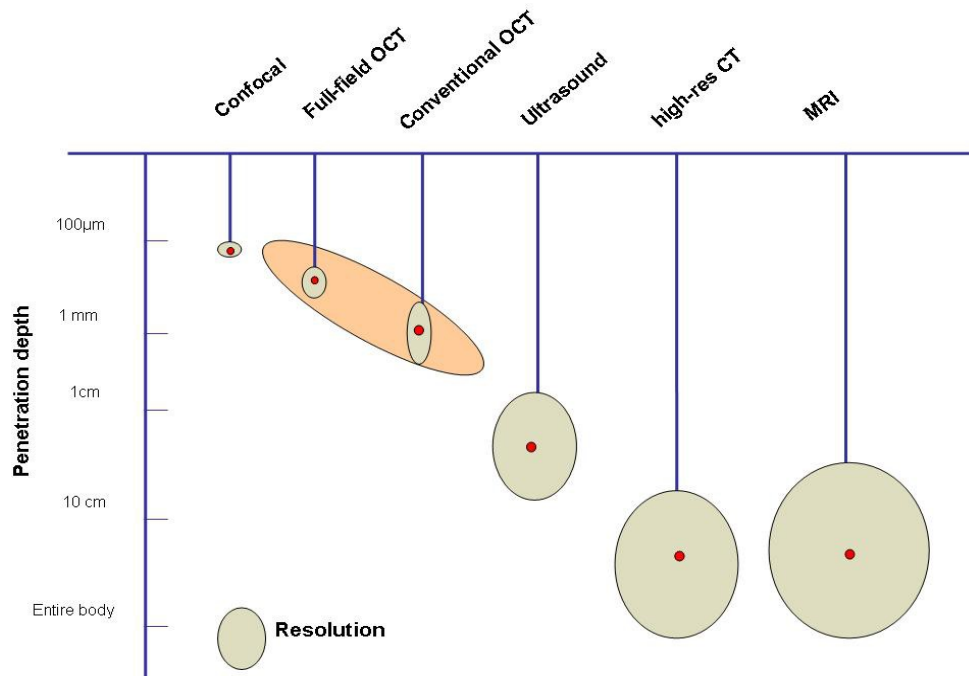 Confocal
Full-field OCT
Conventional OCT
Ultrasound
high-res CT
MRI
Penetration depth
100µm
1 mm
1cm
10 cm
Entire body
Resolution